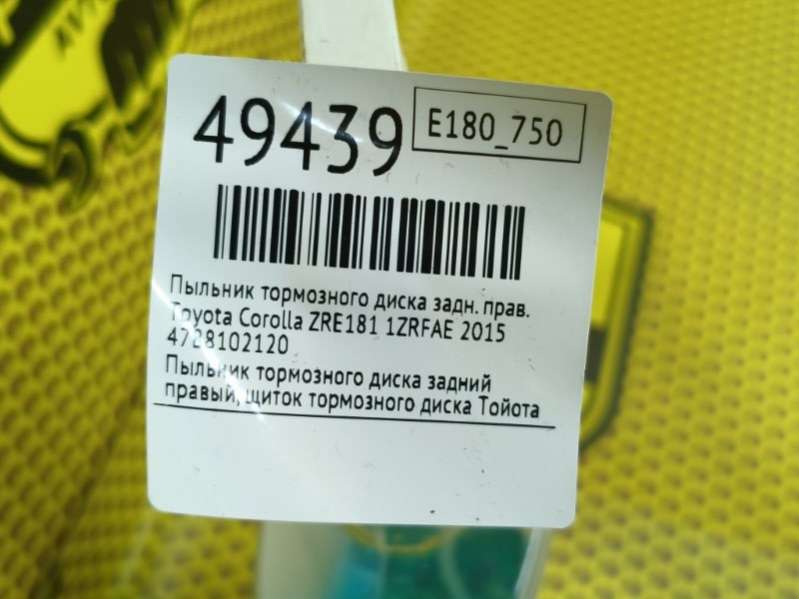 49439
E180_750
Пыльник тормозного диска задн. прав.
Toyota Corolla ZRE181 1ZRFAE 2015
4788102120
Пыльник тормозного диска задний
правый, щиток тормозного диска Тойота